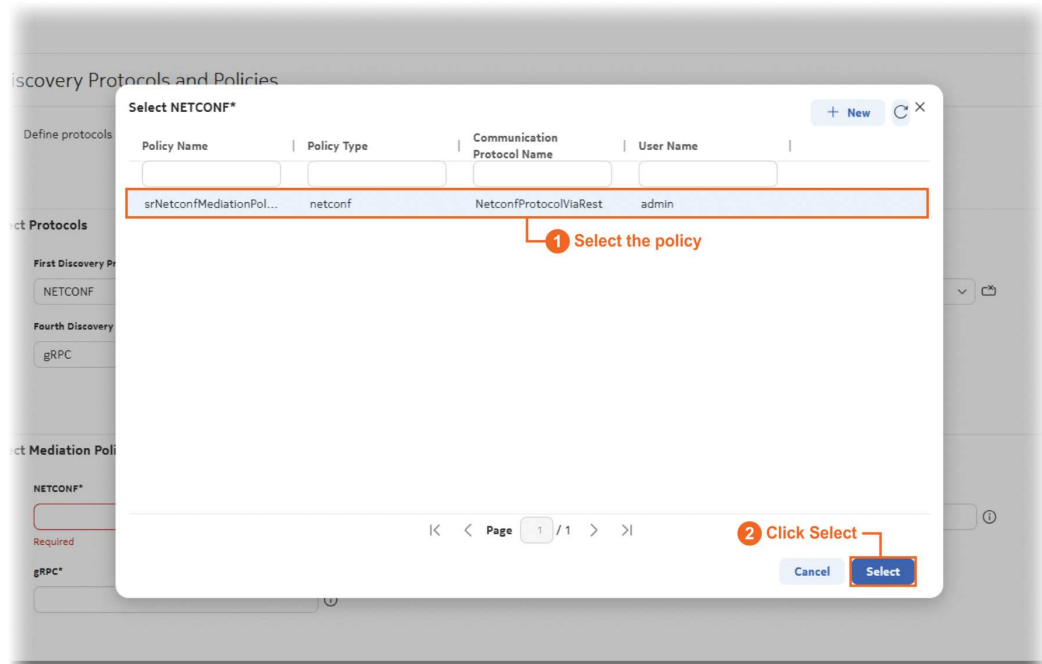 iscovery Protocols and Policies
Select NETCONF*
+ New
Define protocols
Policy Name
Policy Type
Communication
Protocol Name
User Name
srNetconfMediationPol...
netconf
NetconfProtocolViaRest
admin
ct Protocols
1 Select the policy
First Discovery Pr
NETCONF
Fourth Discovery
gRPC
ct Mediation Poli
NETCONF*
Required
Page 1 / 1
2 Click Select
gRPC*
Cancel
Select